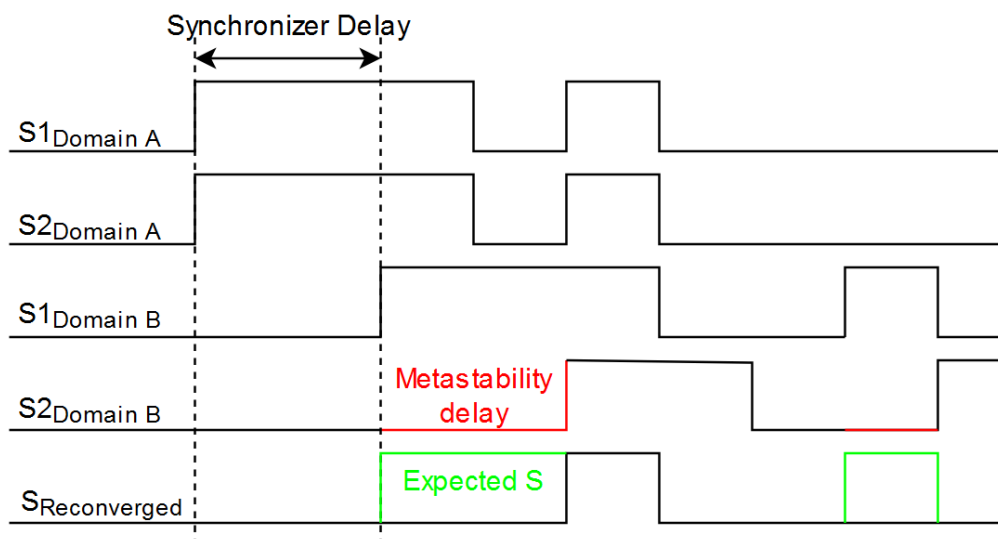 Synchronizer Delay
S1Domain A
S2Domain A
S1Domain B
Metastability
delay
S2Domain B
Expected S
SReconverged